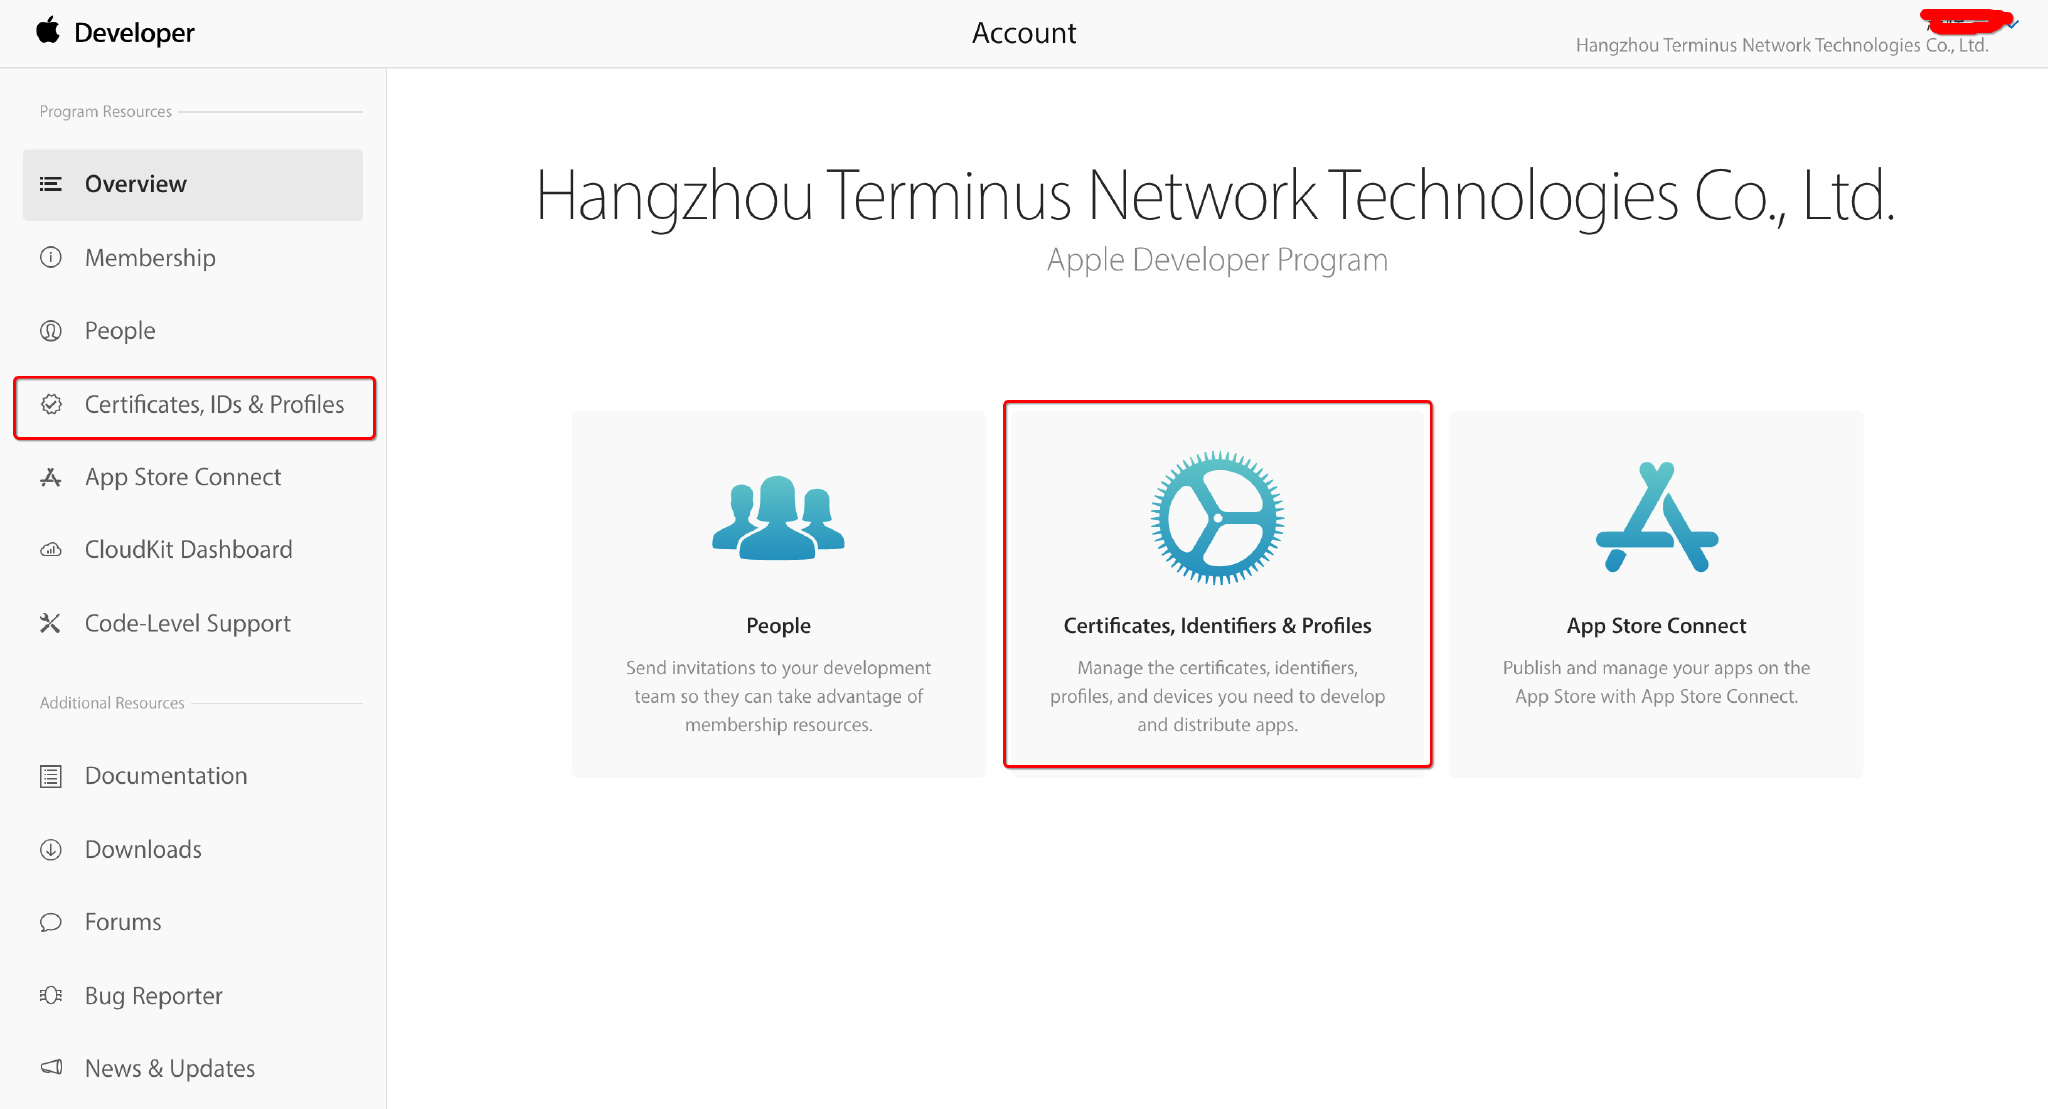 Developer
Account
Hangzhou Terminus Network Technologies Co., Ltd.
Program Resources
Overview
Membership
People
Certificates, IDs & Profiles
App Store Connect
CloudKit Dashboard
Code-Level Support
Additional Resources
Documentation
Downloads
Forums
Bug Reporter
News & Updates
Hangzhou Terminus Network Technologies Co., Ltd.
Apple Developer Program
People
Send invitations to your development
team so they can take advantage of
membership resources.
Certificates, Identifiers & Profiles
Manage the certificates, identifiers,
profiles, and devices you need to develop
and distribute apps.
App Store Connect
Publish and manage your apps on the
App Store with App Store Connect.